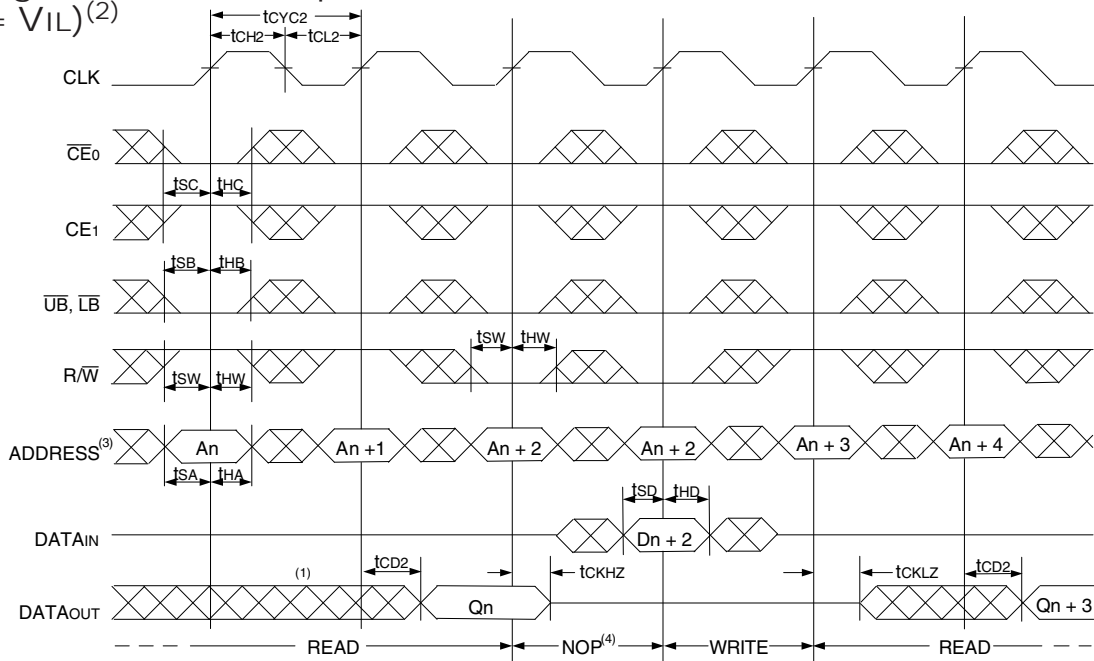 = VIL)(2)
tCYC2
tCH2 tCL2
CLK
CE0
tSC tHC
CE1
tSB tHB
UB, LB
tSW tHW
R/W
tSW tHW
ADDRESS(3) An An +1 An + 2 An + 2 An + 3 An + 4
tSA tHA
tSD tHD
DATAIN Dn + 2
(1) tCD2 tCKHZ tCKLZ tCD2
DATAOUT Qn Qn + 3
READ NOP(4) WRITE READ